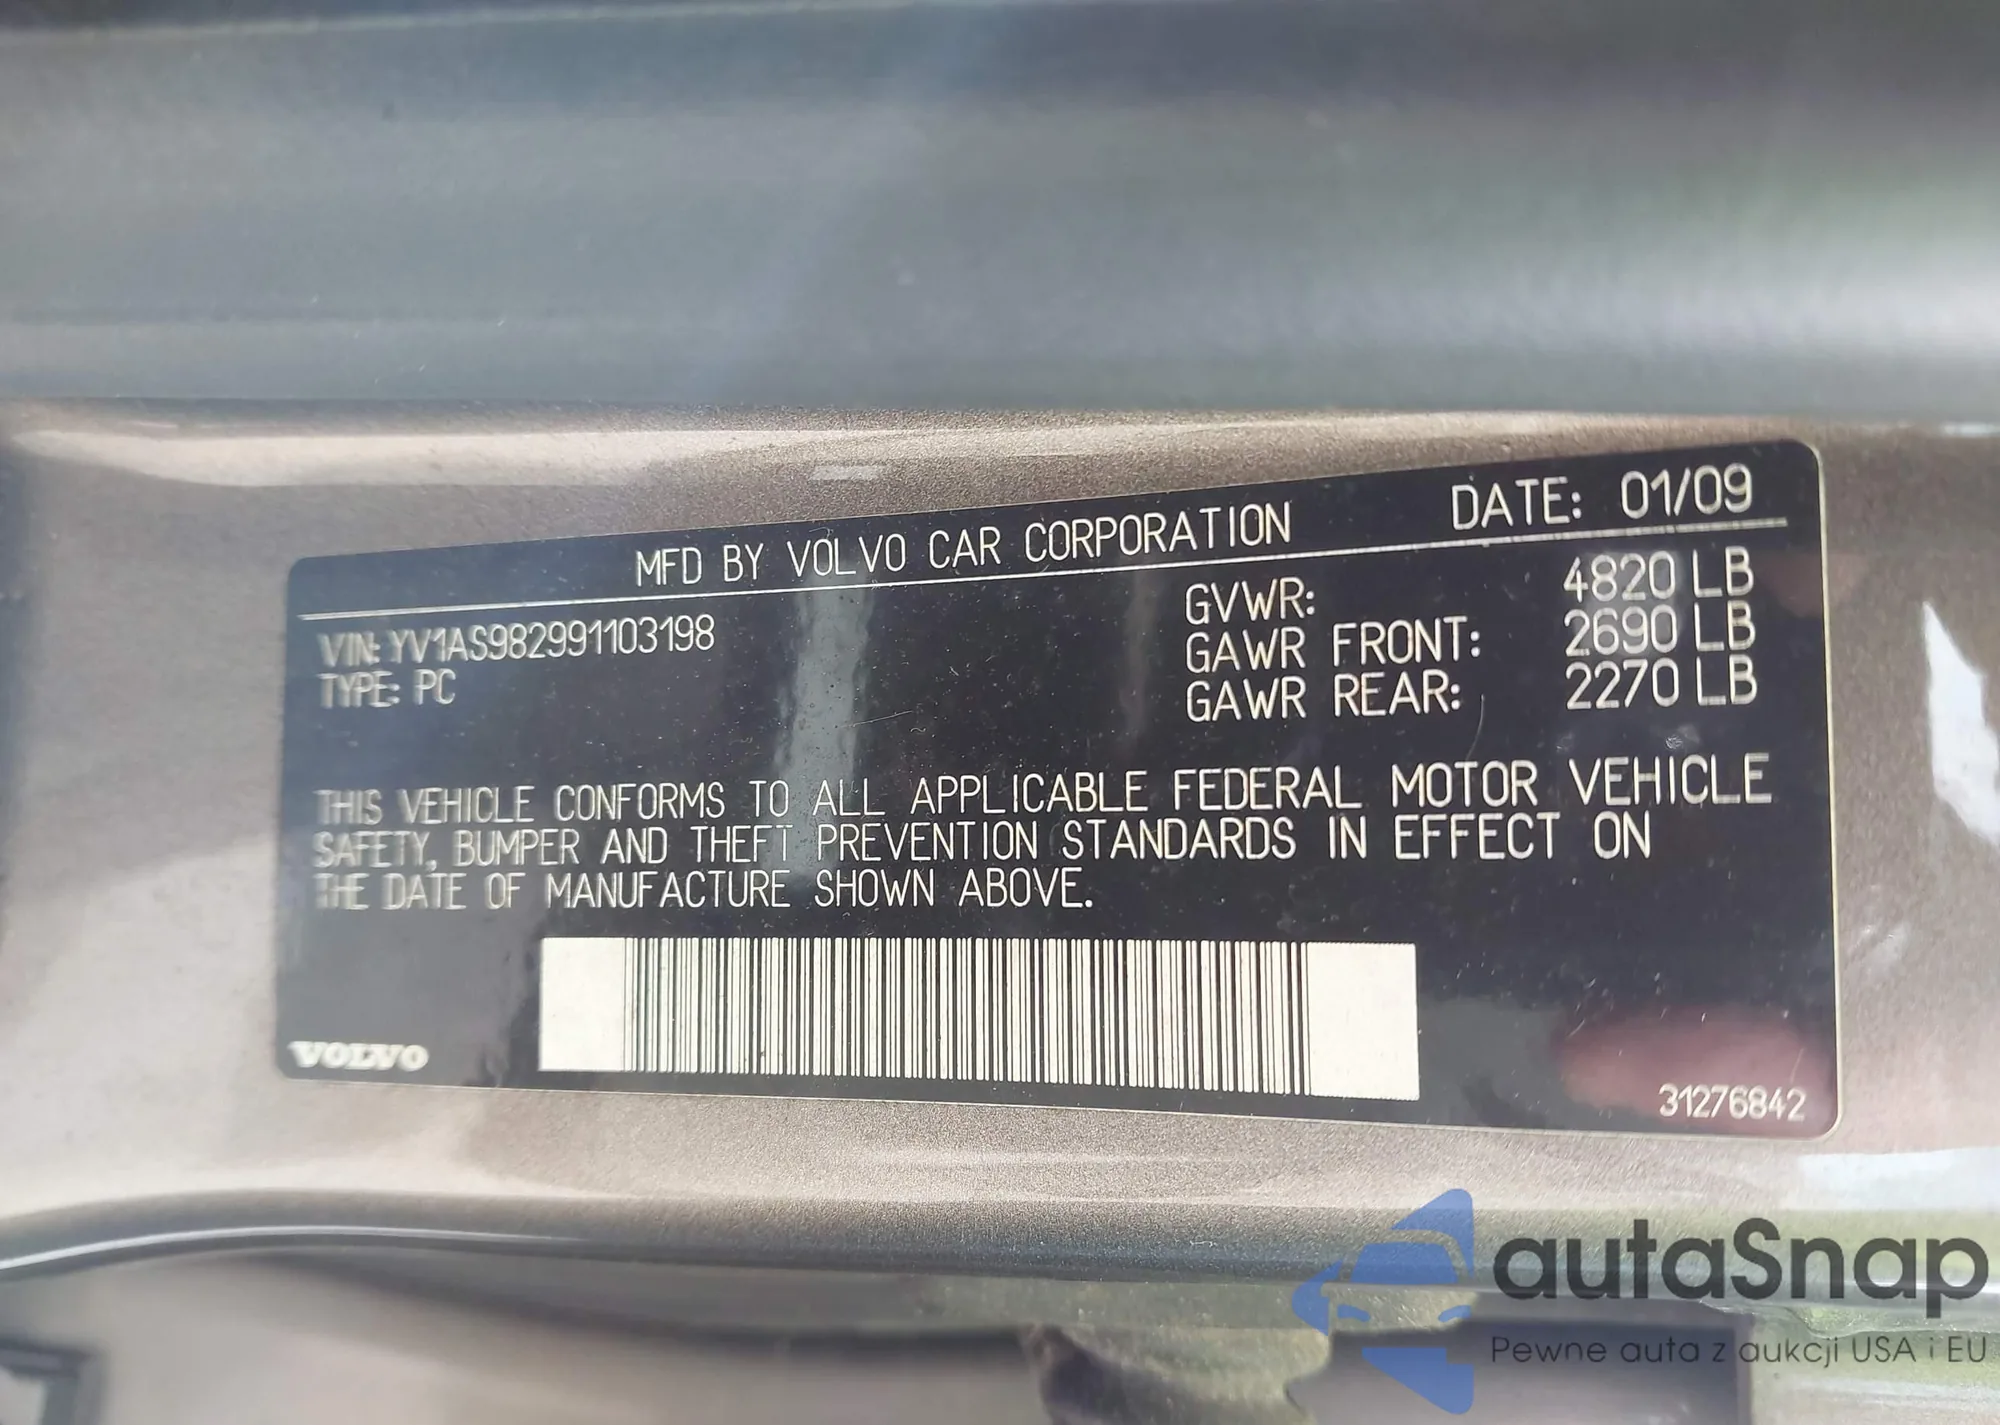 MFD BY VOLVO CAR CORPORATION DATE: 01/09
VIN: YV1AS982991103198
TYPE: PC
GVWR: 4820 LB
GAWR FRONT: 2690 LB
GAWR REAR: 2270 LB
THIS VEHICLE CONFORMS TO ALL APPLICABLE FEDERAL MOTOR VEHICLE
SAFETY, BUMPER AND THEFT PREVENTION STANDARDS IN EFFECT ON
THE DATE OF MANUFACTURE SHOWN ABOVE.
VOLVO
31276842
autaSnap
Pewne auta z aukcji USA i EU